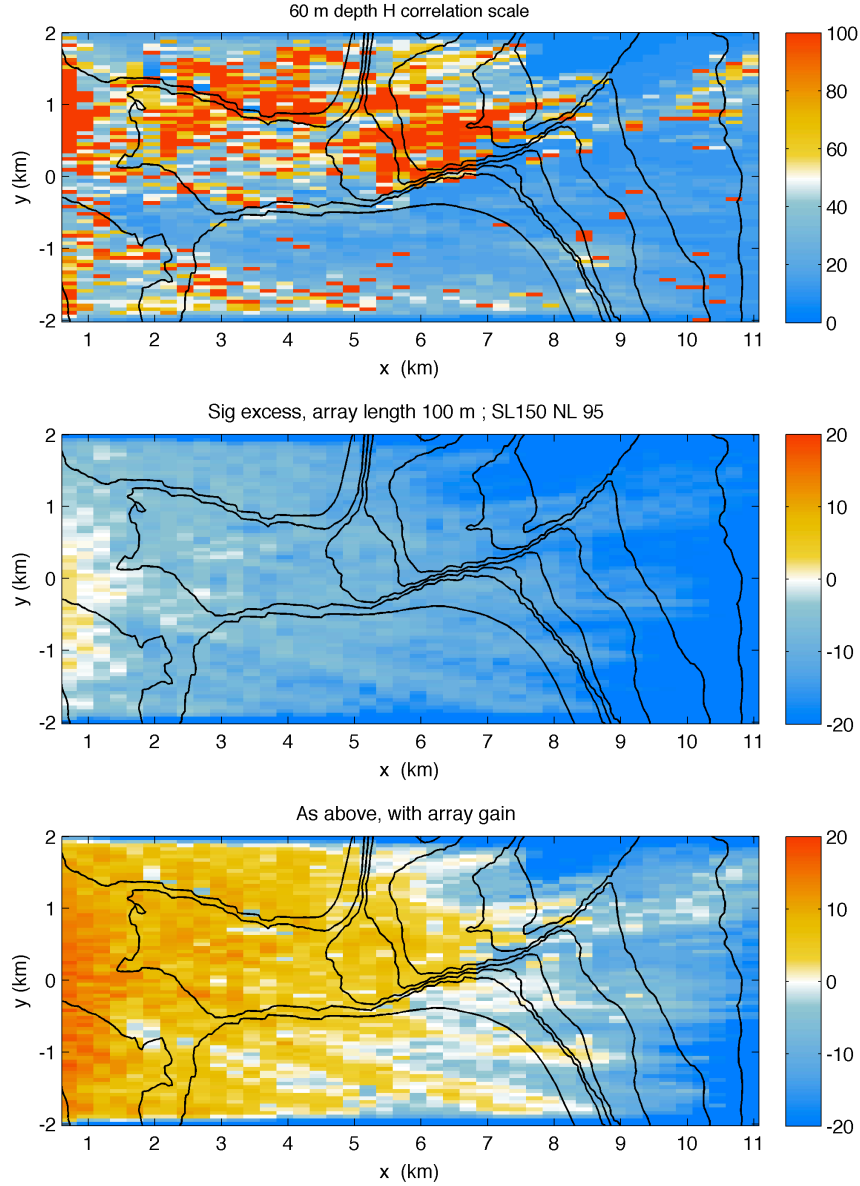 60 m depth H correlation scale
2
1
0
-1
-2
y (km)
1 2 3 4 5 6 7 8 9 10 11
x (km)
100
80
60
40
20
0
Sig excess, array length 100 m ; SL150 NL 95
2
1
0
-1
-2
y (km)
1 2 3 4 5 6 7 8 9 10 11
x (km)
20
10
0
-10
-20
As above, with array gain
2
1
0
-1
-2
y (km)
1 2 3 4 5 6 7 8 9 10 11
x (km)
20
10
0
-10
-20